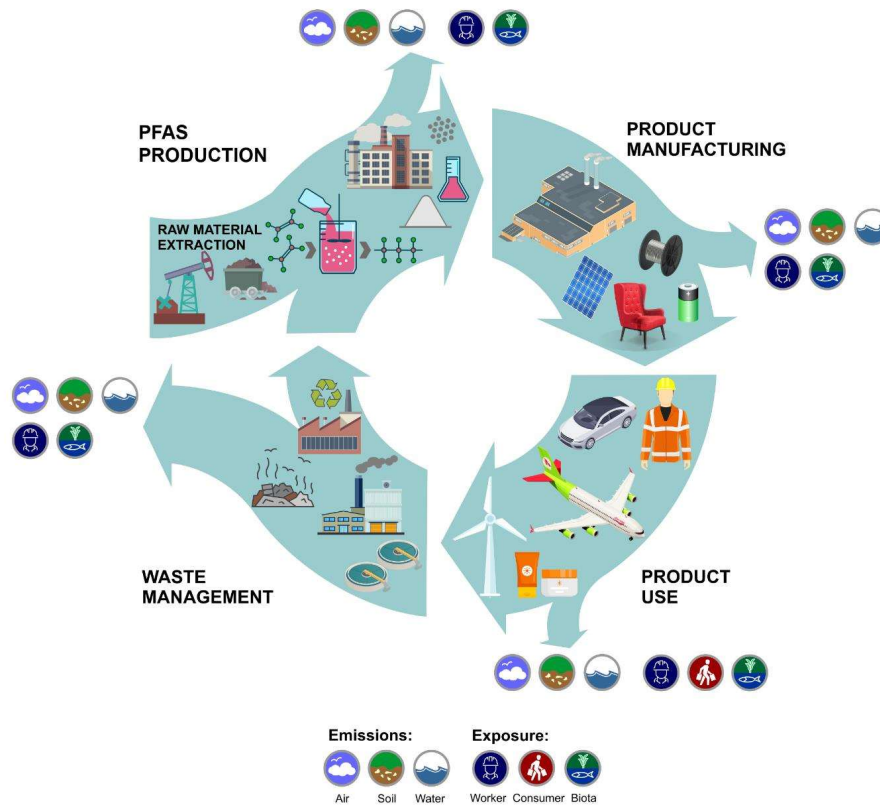 PFAS
PRODUCTION
RAW MATERIAL
EXTRACTION
PRODUCT
MANUFACTURING
WASTE
MANAGEMENT
PRODUCT
USE
Emissions:
Exposure:
Air
Soil
Water
Worker
Consumer
Biota